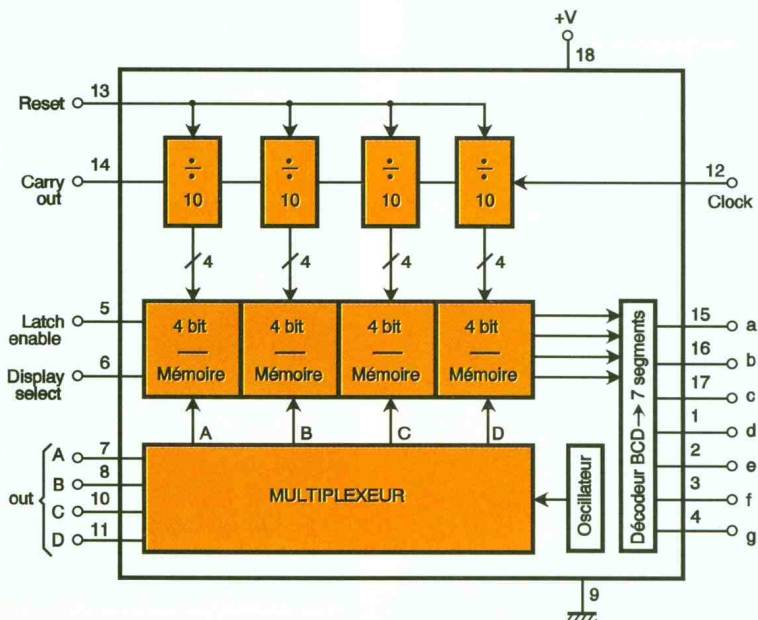 +V
18
13
Reset
÷
10
÷
10
÷
10
÷
10
14
Carry
out
12
Clock
4
4
4
4
5
Latch
enable
6
Display
select
4 bit
Mémoire
4 bit
Mémoire
4 bit
Mémoire
4 bit
Mémoire
A
B
C
D
out
A 7
B 8
C 10
D 11
MULTIPLEXEUR
Oscillateur
Décodeur BCD→7 segments
15 a
16 b
17 c
1 d
2 e
3 f
4 g
9